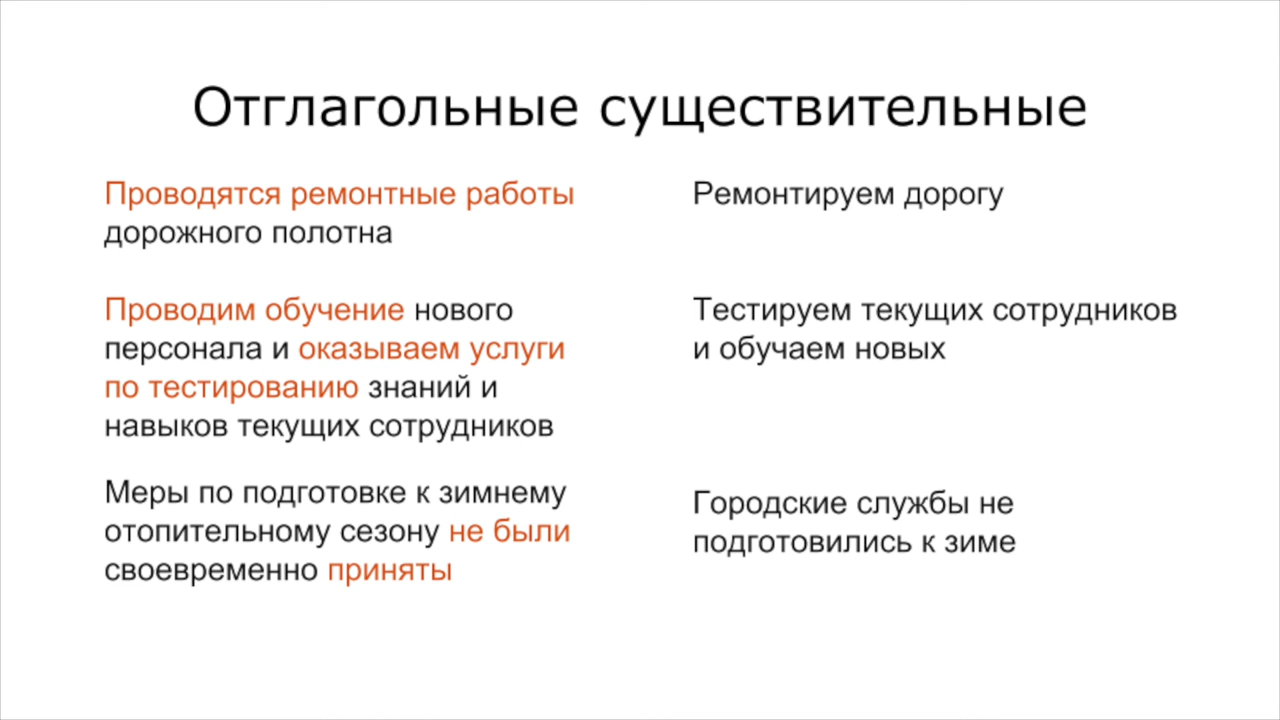 Отглагольные существительные
Проводятся ремонтные работы
дорожного полотна
Ремонтируем дорогу
Проводим обучение нового
персонала и оказываем услуги
по тестированию знаний и
навыков текущих сотрудников
Тестируем текущих сотрудников
и обучаем новых
Меры по подготовке к зимнему
отопительному сезону не были
своевременно приняты
Городские службы не
подготовились к зиме